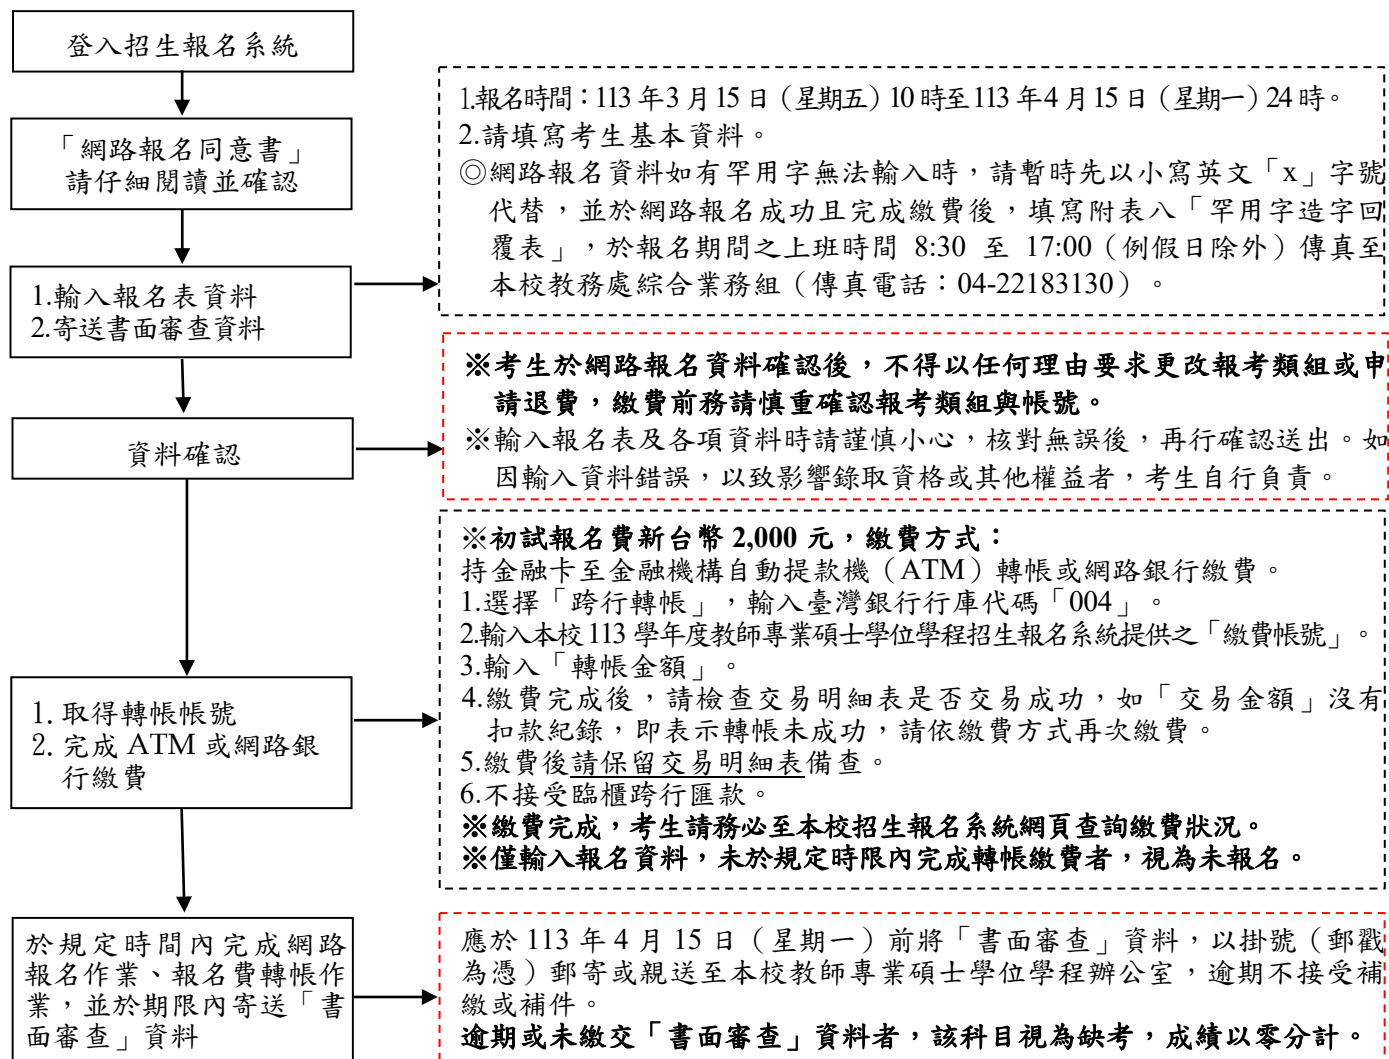 登入招生報名系統
「網路報名同意書」
請仔細閱讀並確認
1.輸入報名表資料
2.寄送書面審查資料
1.報名時間：113 年 3 月 15 日（星期五）10 時至 113 年 4 月 15 日（星期一）24 時。
2.請填寫考生基本資料。
◎網路報名資料如有罕用字無法輸入時，請暫時先以小寫英文「x」字號
代替，並於網路報名成功且完成繳費後，填寫附表八「罕用字造字回
覆表」，於報名期間之上班時間 8:30 至 17:00（例假日除外）傳真至
本校教務處綜合業務組（傳真電話：04-22183130）。
資料確認
※考生於網路報名資料確認後，不得以任何理由要求更改報考類組或申
請退費，繳費前務請慎重確認報考類組與帳號。
※輸入報名表及各項資料時請謹慎小心，核對無誤後，再行確認送出。如
因輸入資料錯誤，以致影響錄取資格或其他權益者，考生自行負責。
1. 取得轉帳帳號
2. 完成 ATM 或網路銀
行繳費
※初試報名費新台幣 2,000 元，繳費方式：
持金融卡至金融機構自動提款機（ATM）轉帳或網路銀行繳費。
1.選擇「跨行轉帳」，輸入臺灣銀行行庫代碼「004」。
2.輸入本校 113 學年度教師專業碩士學位學程招生報名系統提供之「繳費帳號」。
3.輸入「轉帳金額」。
4.繳費完成後，請檢查交易明細表是否交易成功，如「交易金額」沒有
扣款紀錄，即表示轉帳未成功，請依繳費方式再次繳費。
5.繳費後請保留交易明細表備查。
6.不接受臨櫃跨行匯款。
※繳費完成，考生請務必至本校招生報名系統網頁查詢繳費狀況。
※僅輸入報名資料，未於規定時限內完成轉帳繳費者，視為未報名。
於規定時間內完成網路
報名作業、報名費轉帳作
業，並於期限內寄送「書
面審查」資料
應於 113 年 4 月 15 日（星期一）前將「書面審查」資料，以掛號（郵戳
為憑）郵寄或親送至本校教師專業碩士學位學程辦公室，逾期不接受補
繳或補件。
逾期或未繳交「書面審查」資料者，該科目視為缺考，成績以零分計。